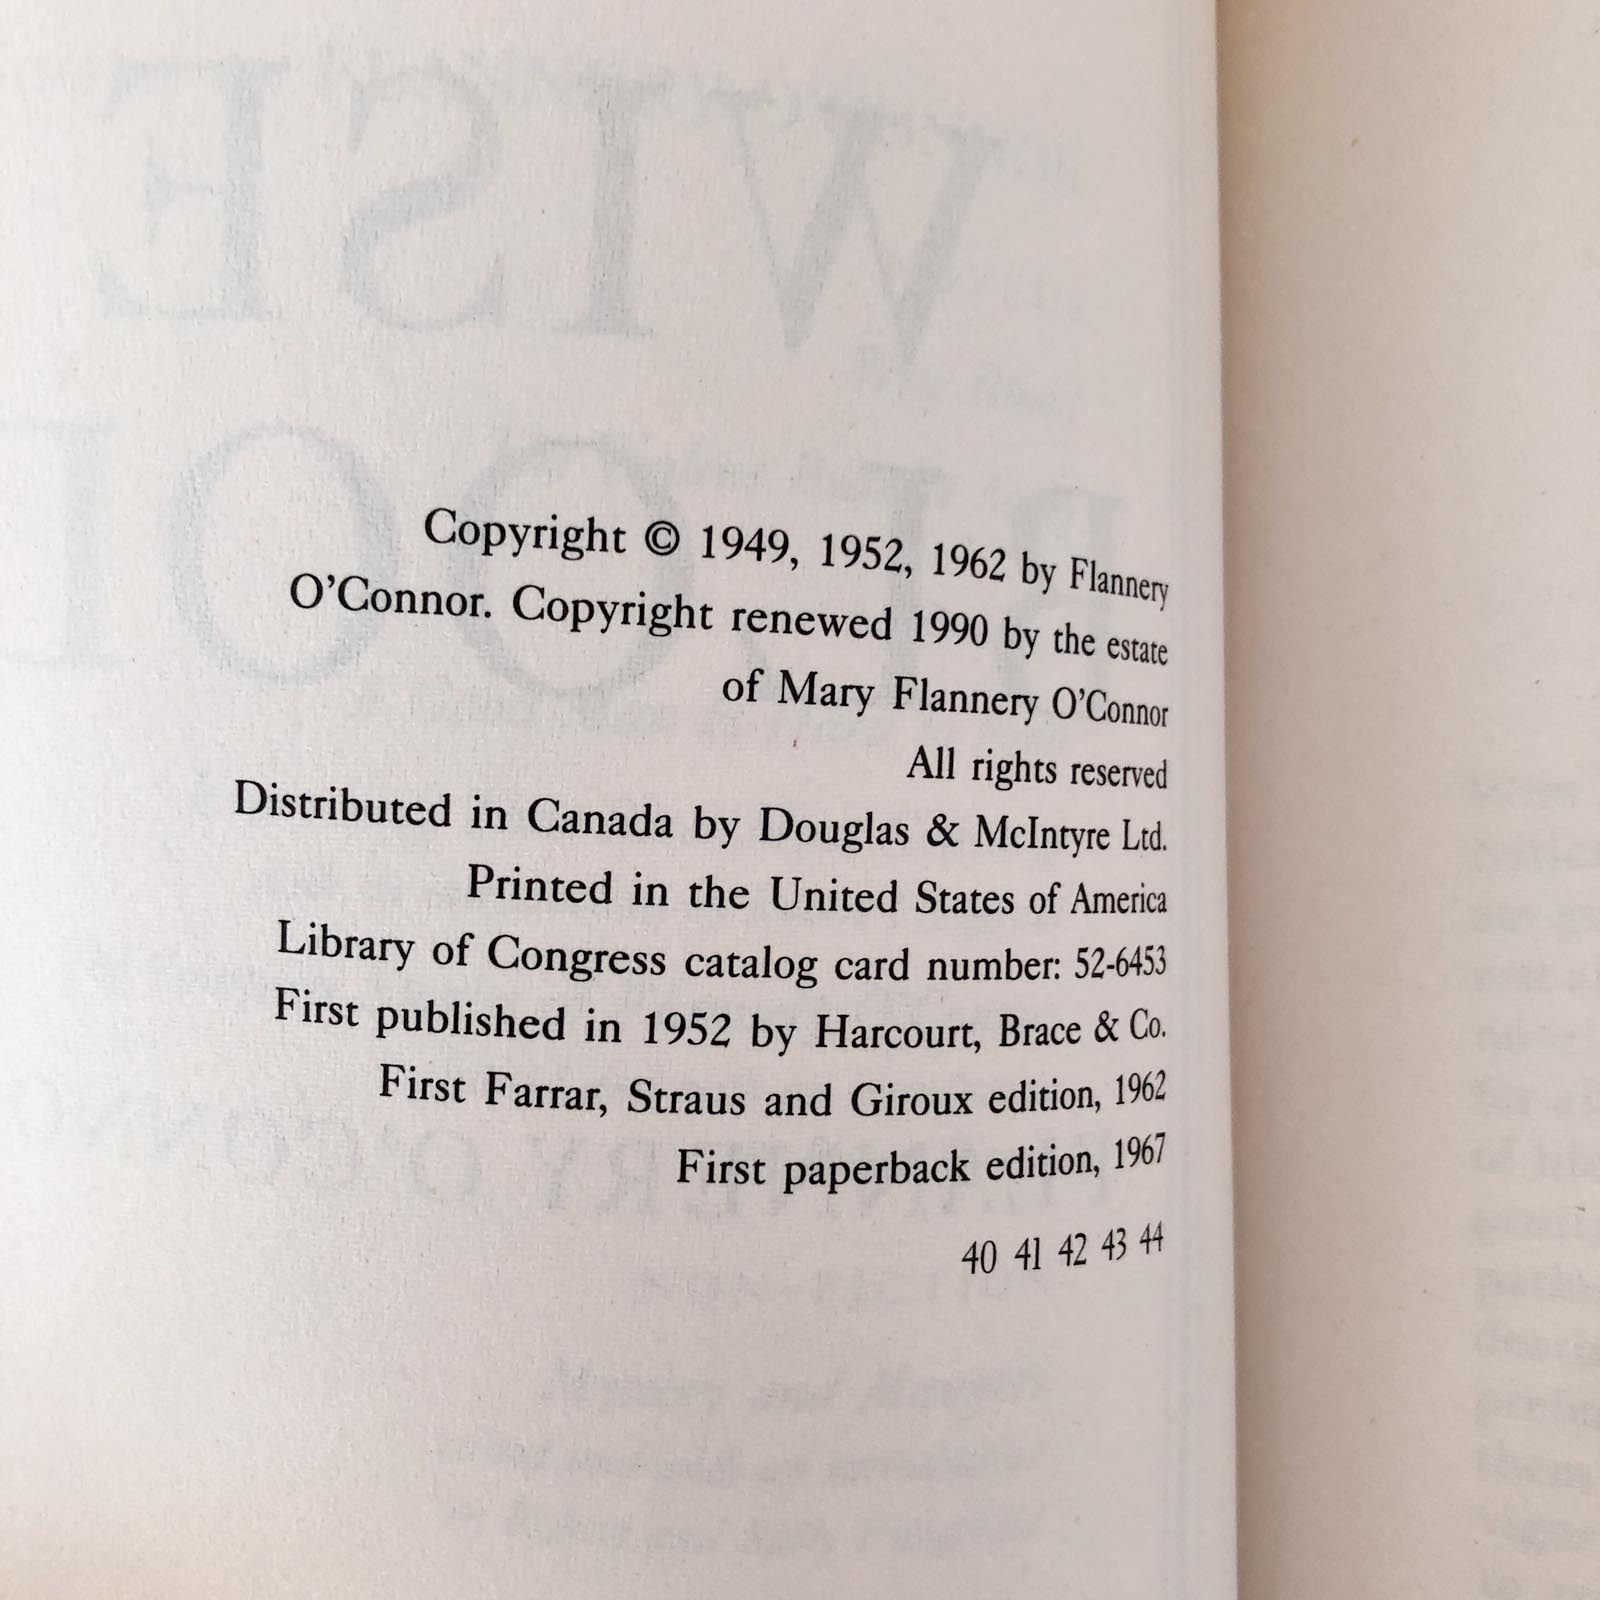 Copyright © 1949, 1952, 1962 by Flannery
O'Connor. Copyright renewed 1990 by the estate
of Mary Flannery O'Connor
All rights reserved
Distributed in Canada by Douglas & McIntyre Ltd.
Printed in the United States of America
Library of Congress catalog card number: 52-6453
First published in 1952 by Harcourt, Brace & Co.
First Farrar, Straus and Giroux edition, 1962
First paperback edition, 1967
40 41 42 43 44